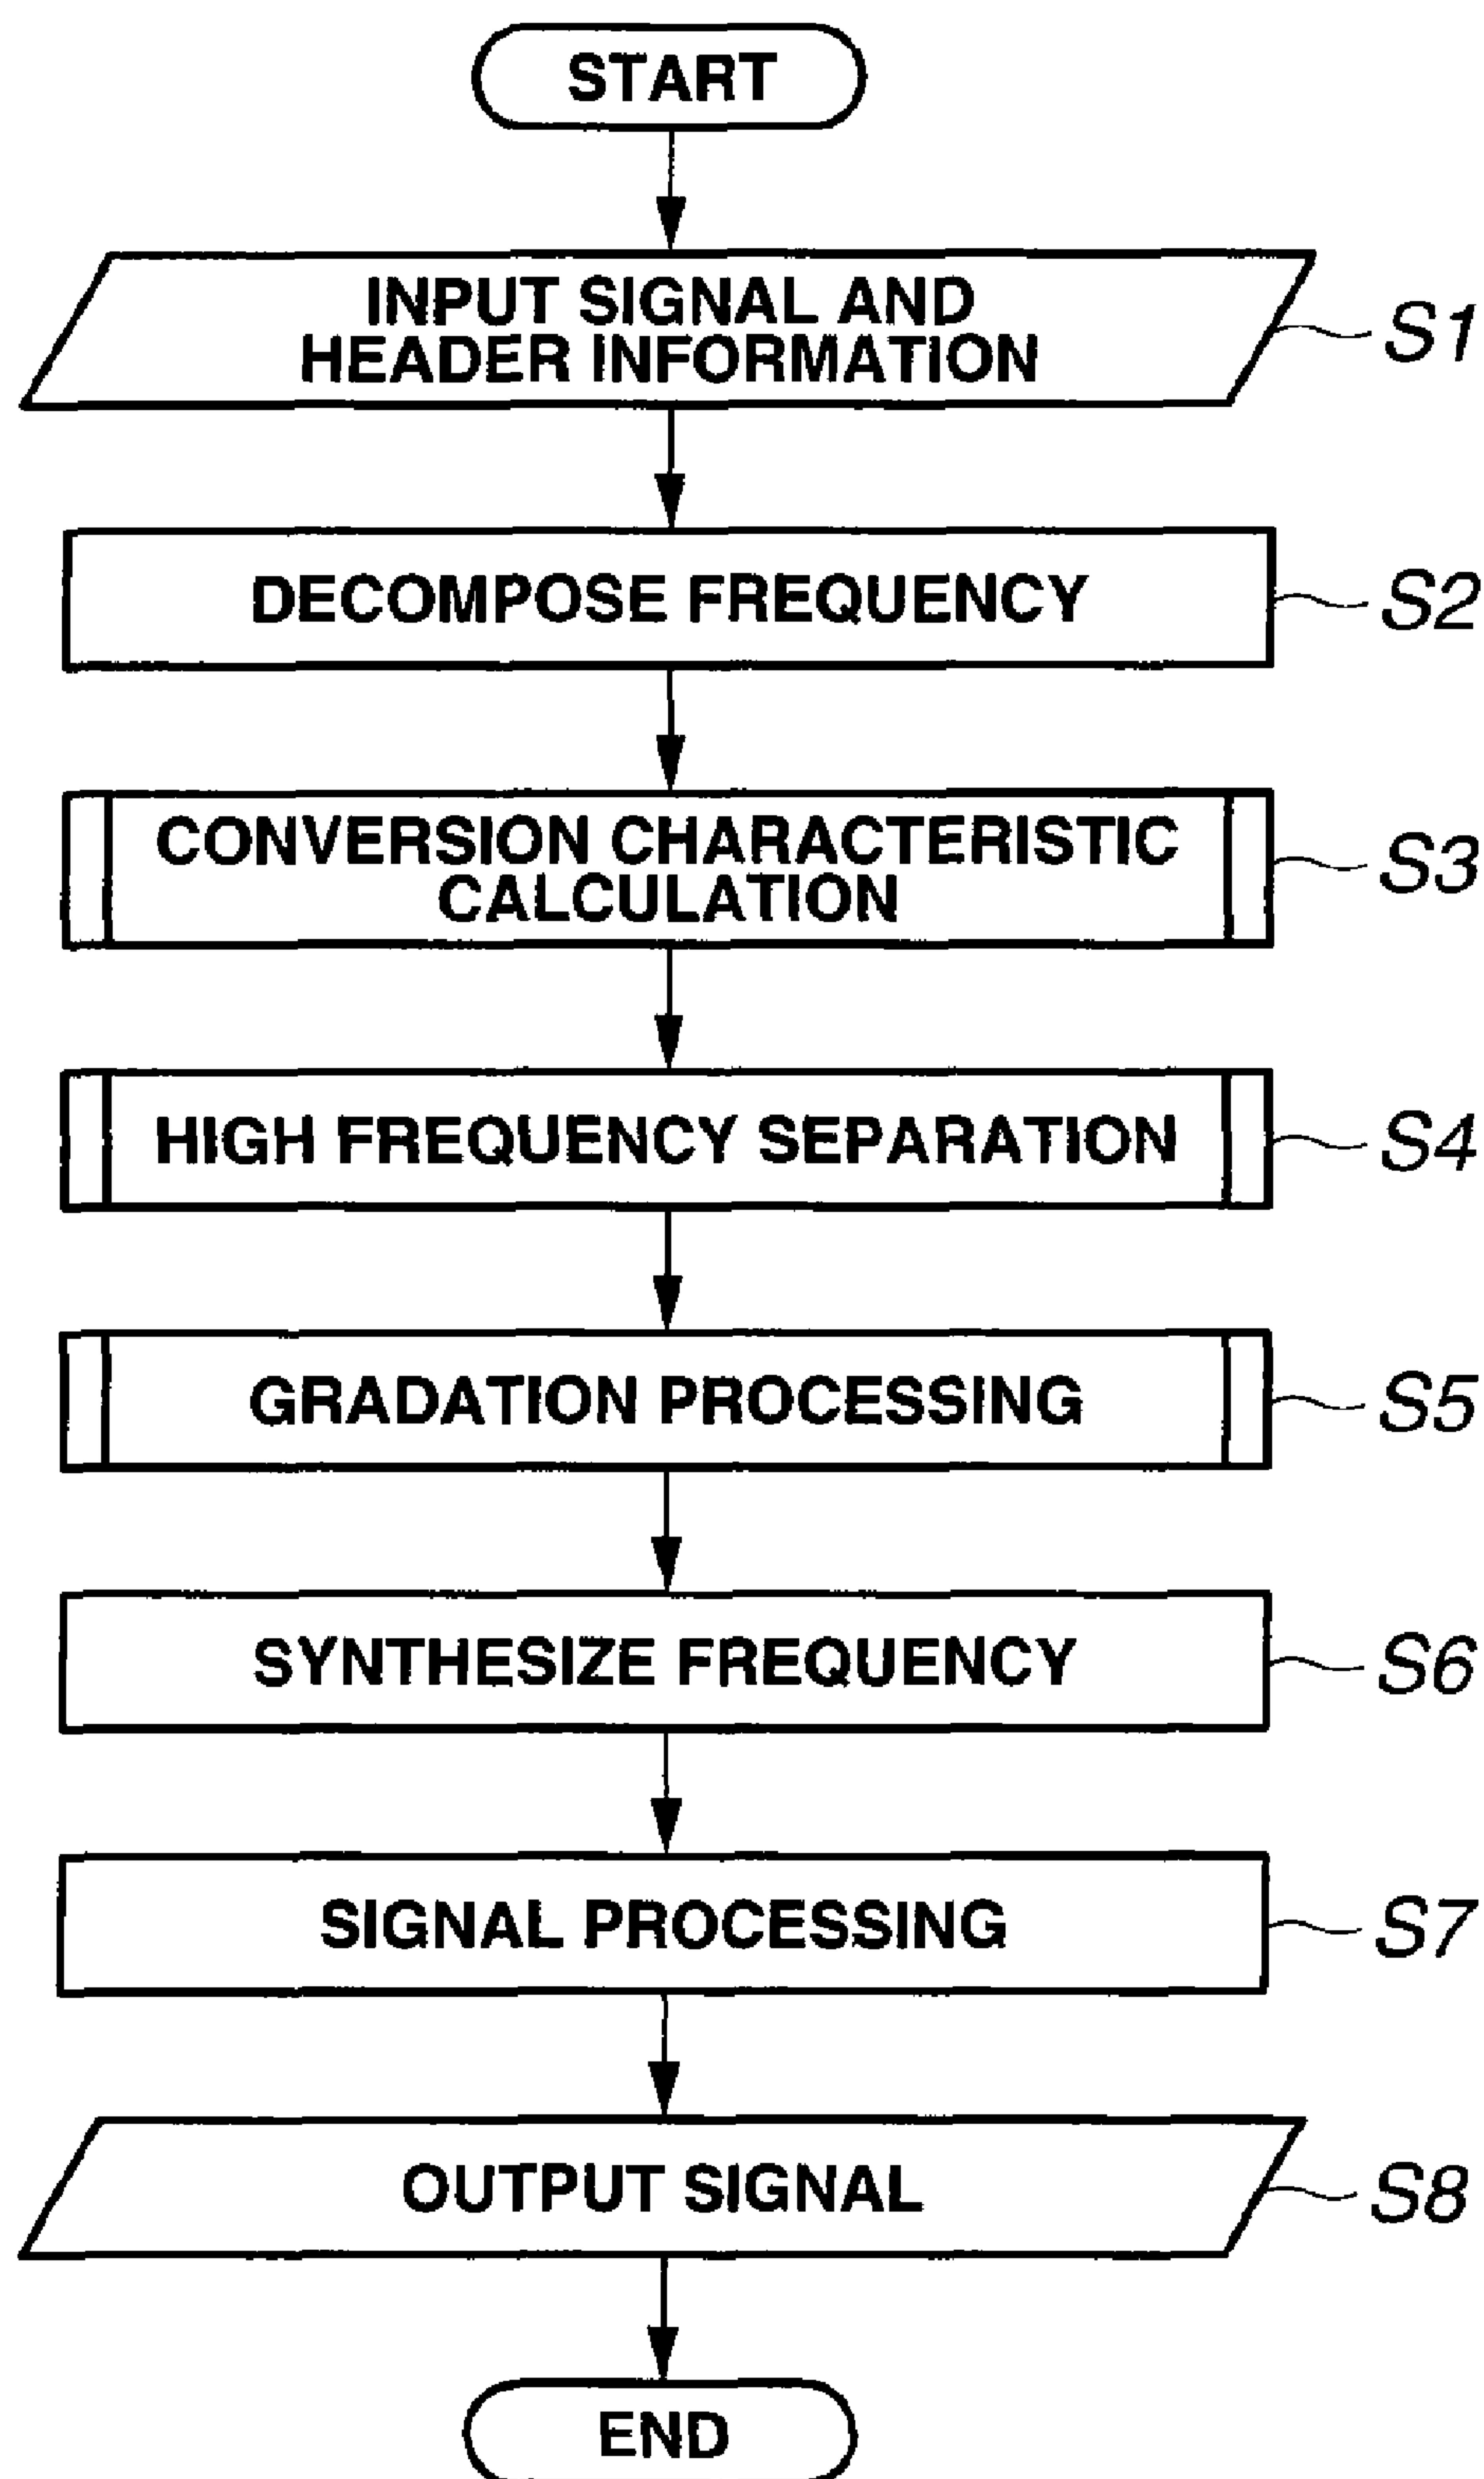 START
INPUT SIGNAL AND
HEADER INFORMATION
S1
DECOMPOSE FREQUENCY
S2
CONVERSION CHARACTERISTIC
CALCULATION
S3
HIGH FREQUENCY SEPARATION
S4
GRADATION PROCESSING
S5
SYNTHESIZE FREQUENCY
S6
SIGNAL PROCESSING
S7
OUTPUT SIGNAL
S8
END